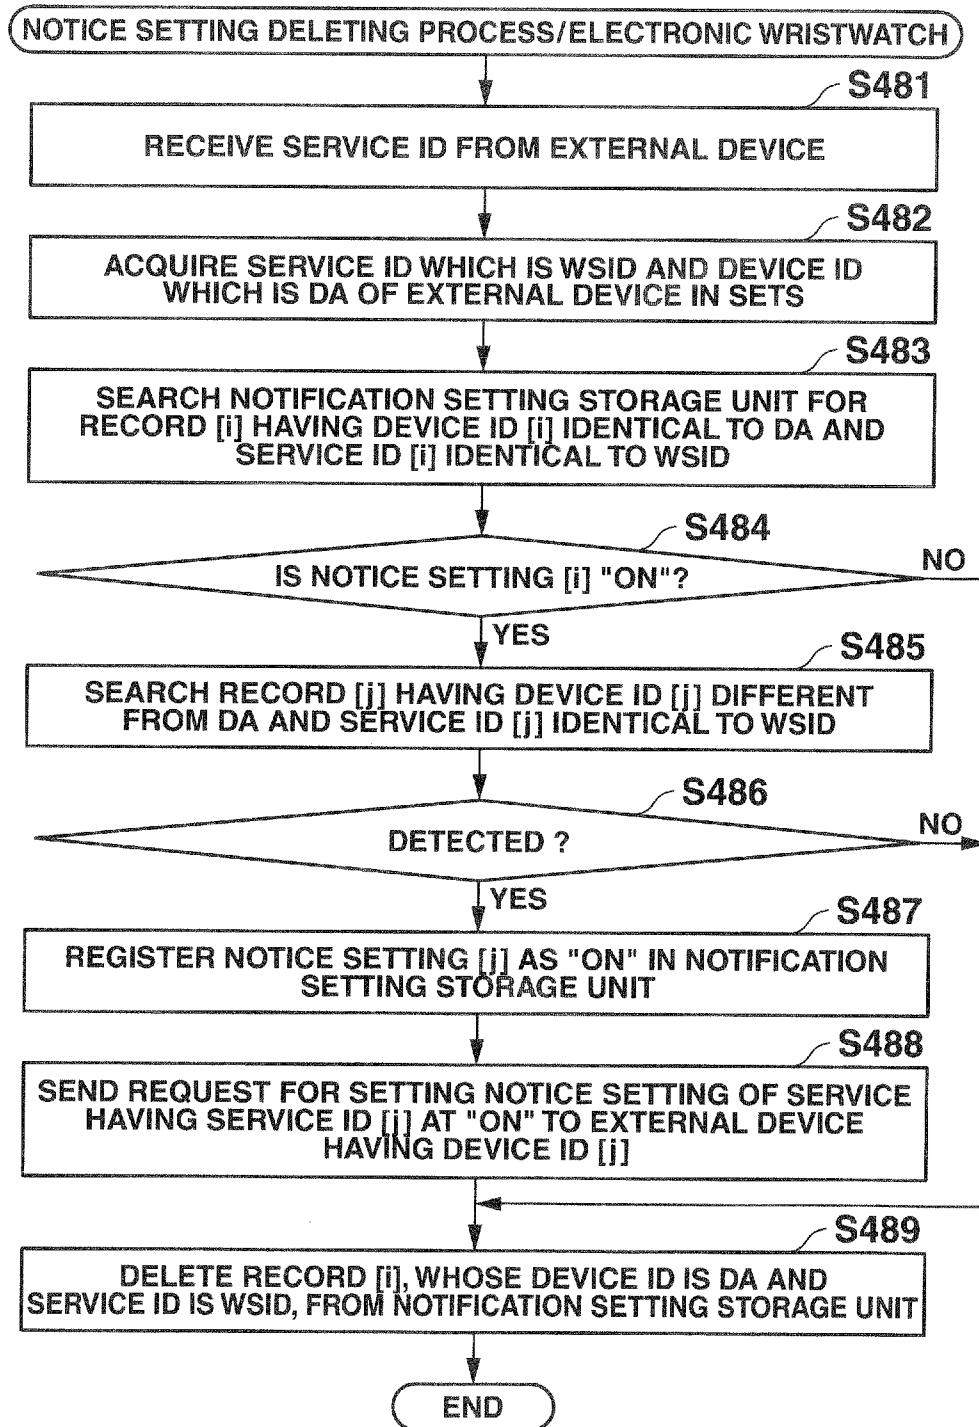 NOTICE SETTING DELETING PROCESS/ELECTRONIC WRISTWATCH
S481
RECEIVE SERVICE ID FROM EXTERNAL DEVICE
S482
ACQUIRE SERVICE ID WHICH IS WSID AND DEVICE ID
WHICH IS DA OF EXTERNAL DEVICE IN SETS
S483
SEARCH NOTIFICATION SETTING STORAGE UNIT FOR
RECORD [i] HAVING DEVICE ID [i] IDENTICAL TO DA AND
SERVICE ID [i] IDENTICAL TO WSID
S484
IS NOTICE SETTING [i] "ON"?
NO
YES
S485
SEARCH RECORD [j] HAVING DEVICE ID [j] DIFFERENT
FROM DA AND SERVICE ID [j] IDENTICAL TO WSID
S486
DETECTED ?
NO
YES
S487
REGISTER NOTICE SETTING [j] AS "ON" IN NOTIFICATION
SETTING STORAGE UNIT
S488
SEND REQUEST FOR SETTING NOTICE SETTING OF SERVICE
HAVING SERVICE ID [j] AT "ON" TO EXTERNAL DEVICE
HAVING DEVICE ID [j]
S489
DELETE RECORD [i], WHOSE DEVICE ID IS DA AND
SERVICE ID IS WSID, FROM NOTIFICATION SETTING STORAGE UNIT
END